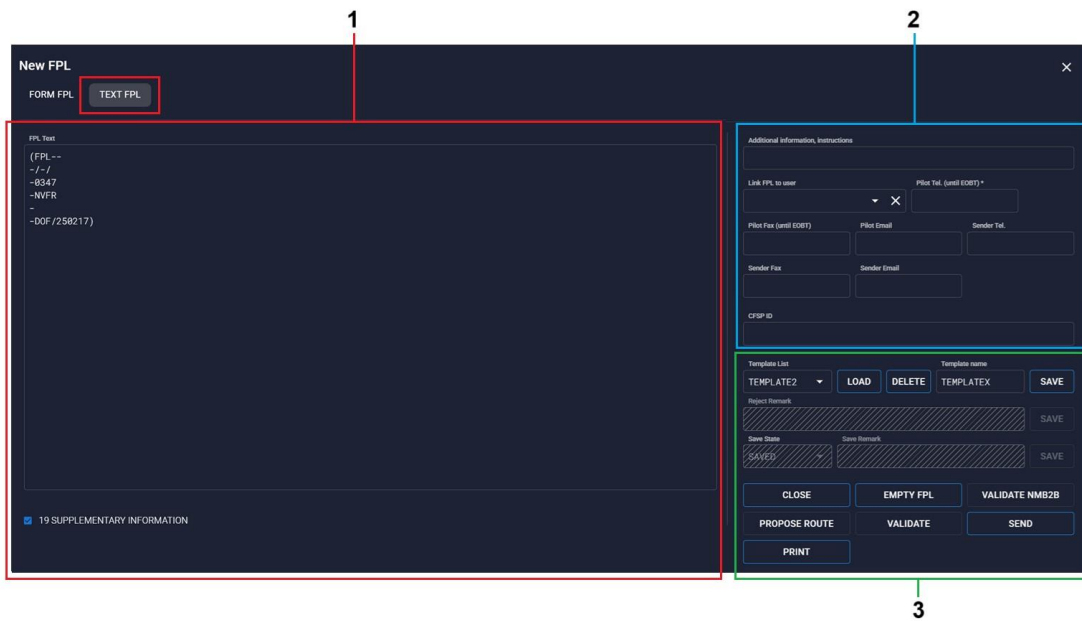 1
2
New FPL
FORM FPL TEXT FPL
FPL Text
(FPL--
-/-/
-0347
-NVFR
-
-DOF/250217)
19 SUPPLEMENTARY INFORMATION
Additional information, instructions
Link FPL to user Pilot Tel. (until EOBT) *
Pilot Fax (until EOBT) Pilot Email Sender Tel.
Sender Fax Sender Email
CFSP ID
Template List Template name
TEMPLATE2 LOAD DELETE TEMPLATEX SAVE
Reject Remark
SAVE
Save State Save Remark
SAVED SAVE
CLOSE EMPTY FPL VALIDATE NMB2B
PROPOSE ROUTE VALIDATE SEND
PRINT
3